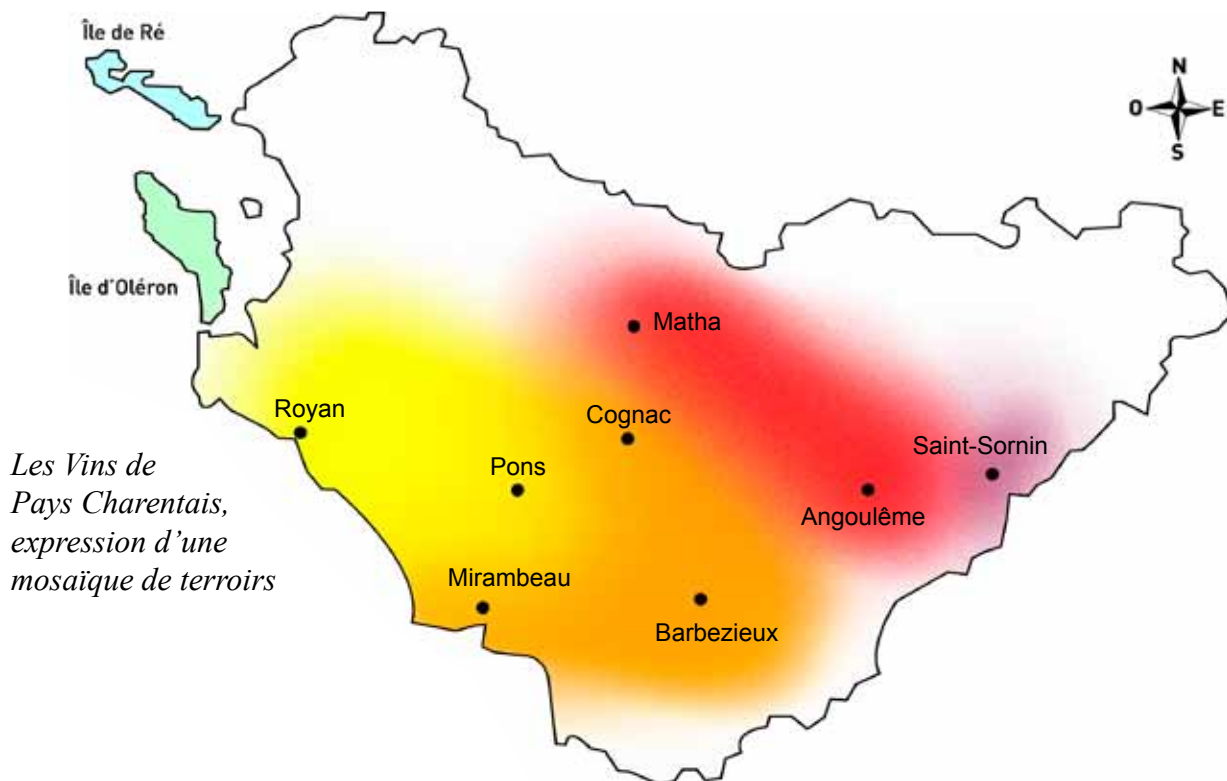 Île de Ré
N
O
E
S
Île d'Oléron
Matha
Royan
Cognac
Saint-Sornin
Pons
Angoulême
Les Vins de
Pays Charentais,
expression d'une
mosaïque de terroirs
Mirambeau
Barbezieux